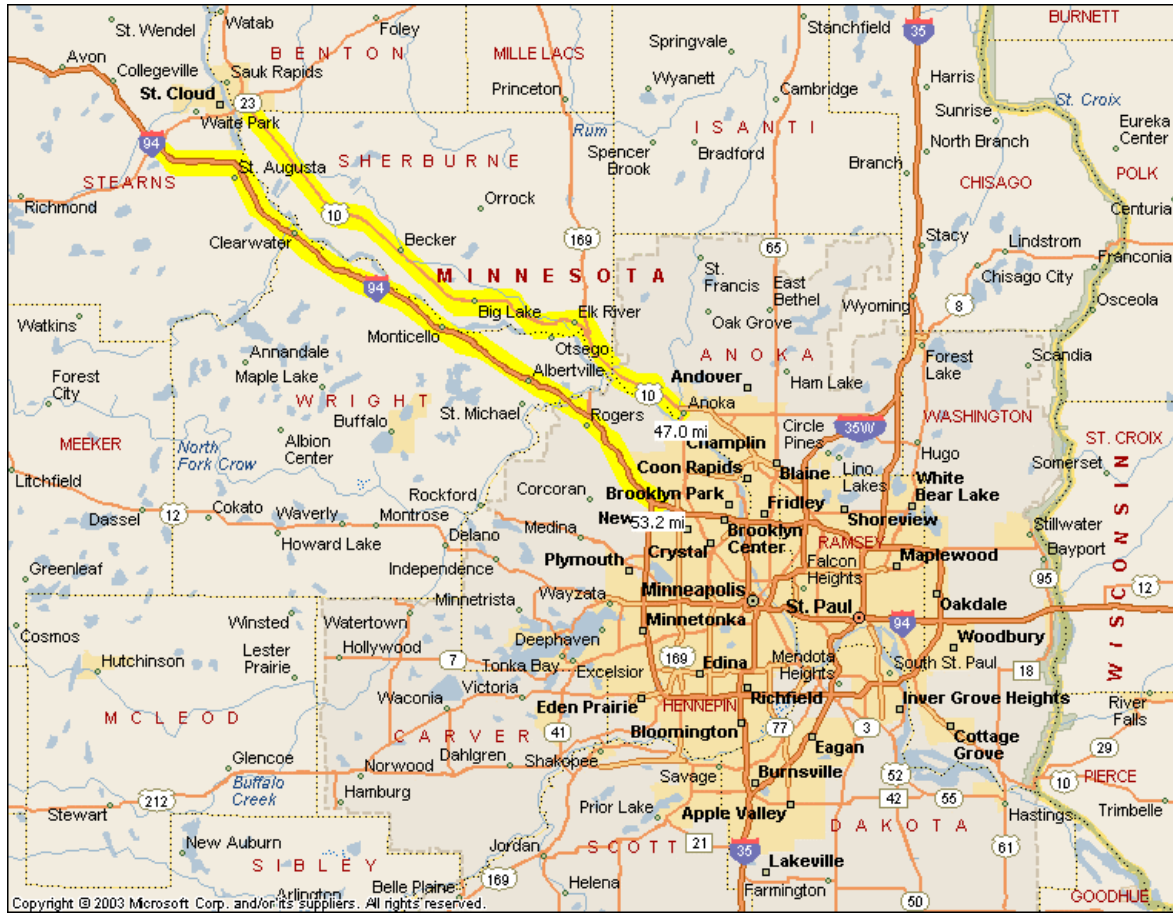 St. Wendel
Watab
Foley
BENTON
MILLE LACS
Springvale
Stanchfield
35
BURNETT
Avon
Collegeville
Sauk Rapids
Wyanett
Harris
St. Cloud
23
Princeton
Cambridge
St. Croix
Waite Park
Rum
ISANTI
Sunrise
Eureka
Center
94
SHERBURNE
Spencer
Brook
Bradford
North Branch
St. Augusta
Branch
STEARNS
CHISAGO
POLK
Richmond
Orrock
Centuria
10
Clearwater
Becker
169
65
Stacy
Lindstrom
Franconia
MINNESOTA
St.
Francis
East
Bethel
Chisago City
94
Big Lake
Elk River
Oak Grove
Wyoming
8
Osceola
Watkins
Monticello
Otsego
ANOKA
Forest
Lake
Scandia
Annandale
Albertville
Andover
Ham Lake
Forest
City
Maple Lake
WRIGHT
10
Anoka
Buffalo
St. Michael
Rogers
47.0 mi
Circle
Pines
35W
WASHINGTON
MEEKER
North
Fork Crow
Albion
Center
Champlin
Hugo
ST. CROIX
Coon Rapids
Blaine
Lino
Lakes
White
Bear Lake
Somerset
Litchfield
Rockford
Corcoran
Brooklyn Park
Fridley
Dassel
12
Cokato
Waverly
Montrose
New
53.2 mi
Shoreview
Stillwater
Howard Lake
Delano
Medina
Crystal
Brooklyn
Center
RAMSEY
Bayport
Greenleaf
Independence
Plymouth
Falcon
Heights
Maplewood
95
WISCONSIN
12
Minnetrista
Wayzata
Minneapolis
St. Paul
Oakdale
Cosmos
Winsted
Watertown
Minnetonka
94
Woodbury
Hutchinson
Lester
Prairie
Hollywood
7
Deephaven
Tonka Bay
Excelsior
169
Edina
Mendota
Heights
South St. Paul
18
Waconia
Victoria
Eden Prairie
Richfield
Inver Grove Heights
River
Falls
MCLEOD
HENNEPIN
CARVER
41
Bloomington
77
3
Cottage
Grove
29
Glencoe
Dahlgren
Shakopee
Eagan
Norwood
Savage
Burnsville
52
10
PIERCE
Buffalo
Creek
212
Hamburg
Prior Lake
42
55
Trimbelle
Stewart
Apple Valley
Hastings
New Auburn
Jordan
SCOTT
21
DAKOTA
61
SIBLEY
35
Lakeville
169
Helena
Farmington
Arlington
Belle Plaine
50
GOODHUE
Copyright © 2003 Microsoft Corp. and/or its suppliers. All rights reserved.